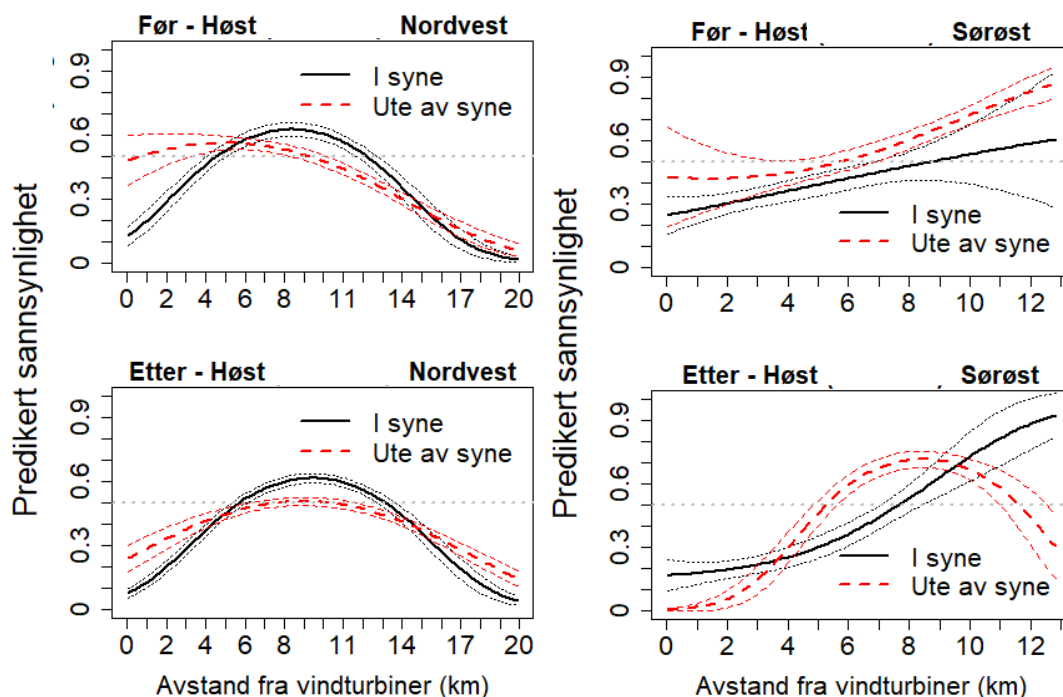 Før - Høst Nordvest
I syne
Ute av syne
0.9
0.6
0.3
0
0 2 4 6 8 11 14 17 20
Før - Høst Sørøst
I syne
Ute av syne
0.9
0.6
0.3
0
0 2 4 6 8 10 12
Etter - Høst Nordvest
I syne
Ute av syne
0.9
0.6
0.3
0
0 2 4 6 8 11 14 17 20
Etter - Høst Sørøst
I syne
Ute av syne
0.9
0.6
0.3
0
0 2 4 6 8 10 12
Predikert sannsynlighet
Predikert sannsynlighet
Avstand fra vindturbiner (km)
Avstand fra vindturbiner (km)